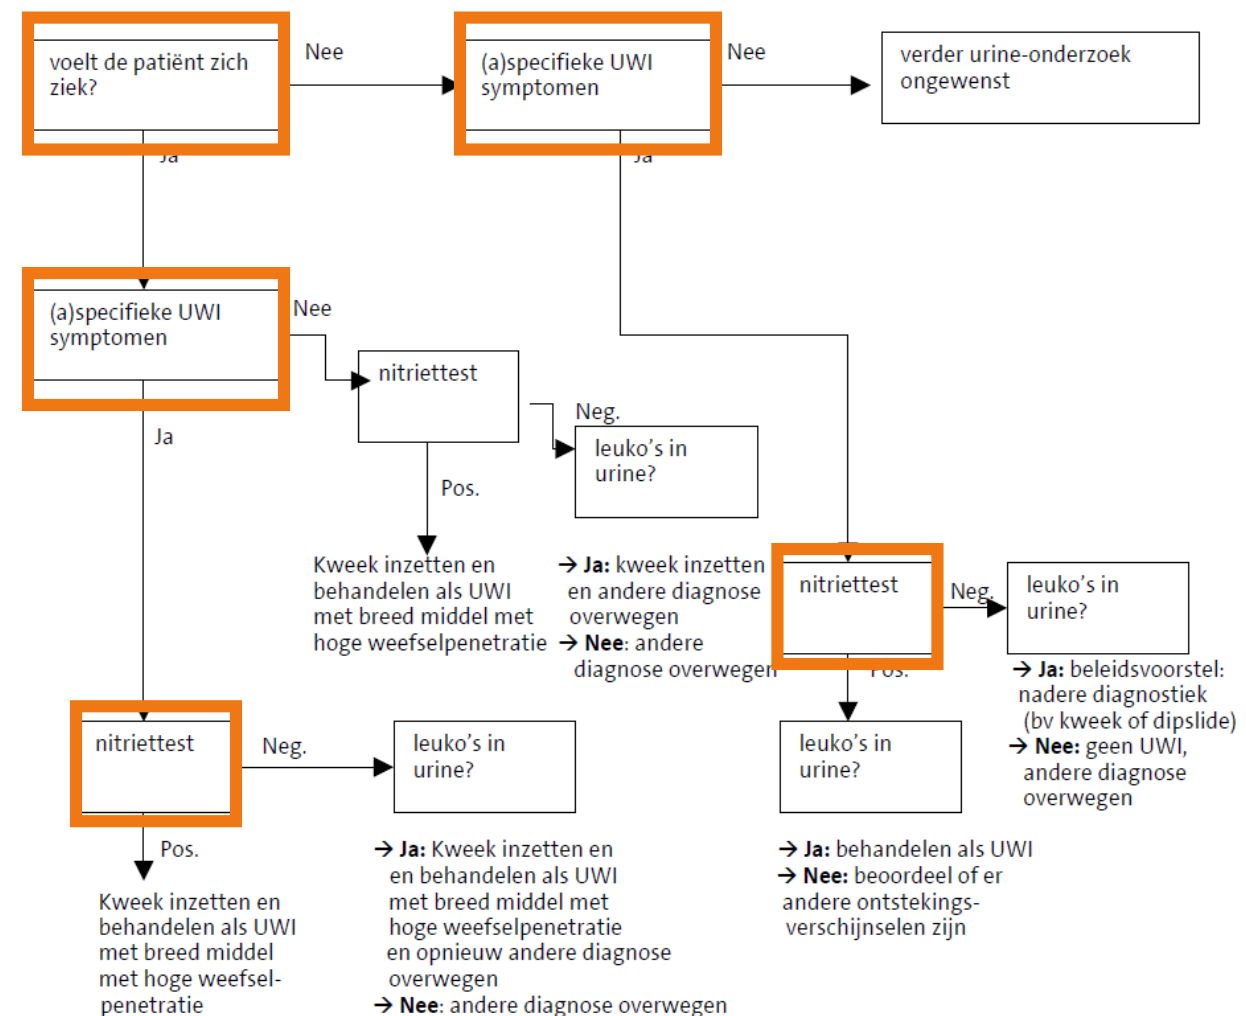 voelt de patiënt zich
ziek?
Nee
(a)specifieke UWI
symptomen
Nee
verder urine-onderzoek
ongewenst
Ja
Ja
(a)specifieke UWI
symptomen
Nee
nitriettest
Ja
Neg.
leuko's in
urine?
Pos.
Kweek inzetten en
behandelen als UWI
met breed middel met
hoge weefselpenetratie
→ Ja: kweek inzetten
en andere diagnose
overwegen
→ Nee: andere
diagnose overwegen
nitriettest
Neg.
leuko's in
urine?
Pos.
→ Ja: beleidsvoorstel:
nadere diagnostiek
(bv kweek of dipslide)
→ Nee: geen UWI,
andere diagnose
overwegen
nitriettest
Neg.
leuko's in
urine?
leuko's in
urine?
Pos.
Kweek inzetten en
behandelen als UWI
met breed middel
met hoge weefsel-
penetratie
→ Ja: Kweek inzetten en
en behandelen als UWI
met breed middel met
hoge weefselpenetratie
en opnieuw andere diagnose
overwegen
→ Nee: andere diagnose overwegen
→ Ja: behandelen als UWI
→ Nee: beoordeel of er
andere ontstekings-
verschijnselen zijn